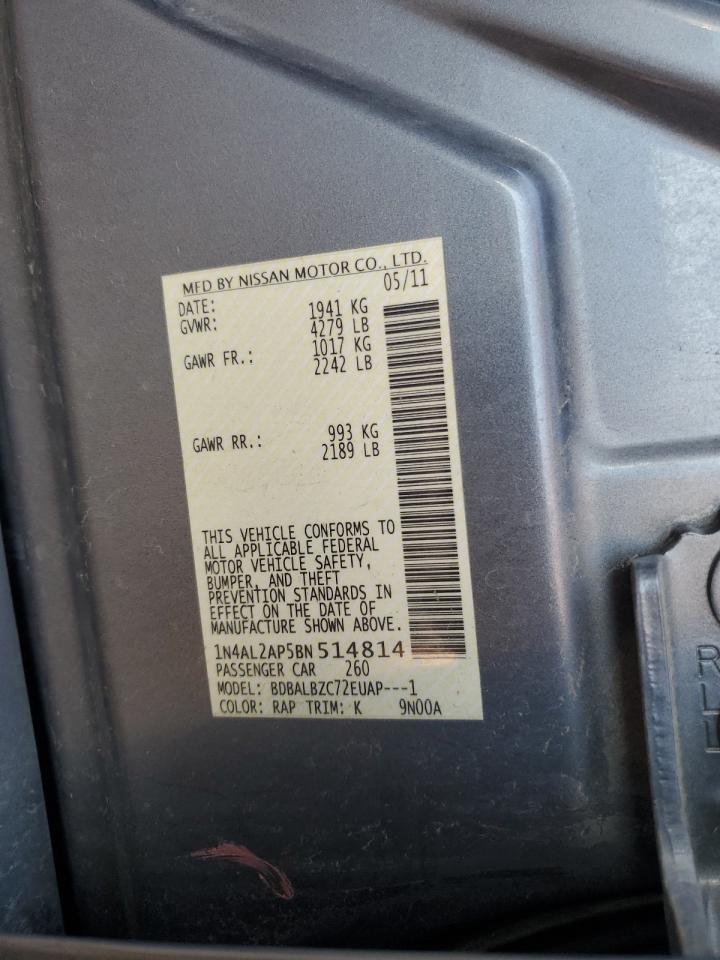 MFD BY NISSAN MOTOR CO., LTD.
DATE: 05/11
GVWR: 1941 KG
4279 LB
GAWR FR.: 1017 KG
2242 LB
GAWR RR.: 993 KG
2189 LB
THIS VEHICLE CONFORMS TO
ALL APPLICABLE FEDERAL
MOTOR VEHICLE SAFETY,
BUMPER, AND THEFT
PREVENTION STANDARDS IN
EFFECT ON THE DATE OF
MANUFACTURE SHOWN ABOVE.
1N4AL2AP5BN514814
PASSENGER CAR 260
MODEL: BDBALBZC72EUAP---1
COLOR: RAP TRIM: K 9N00A